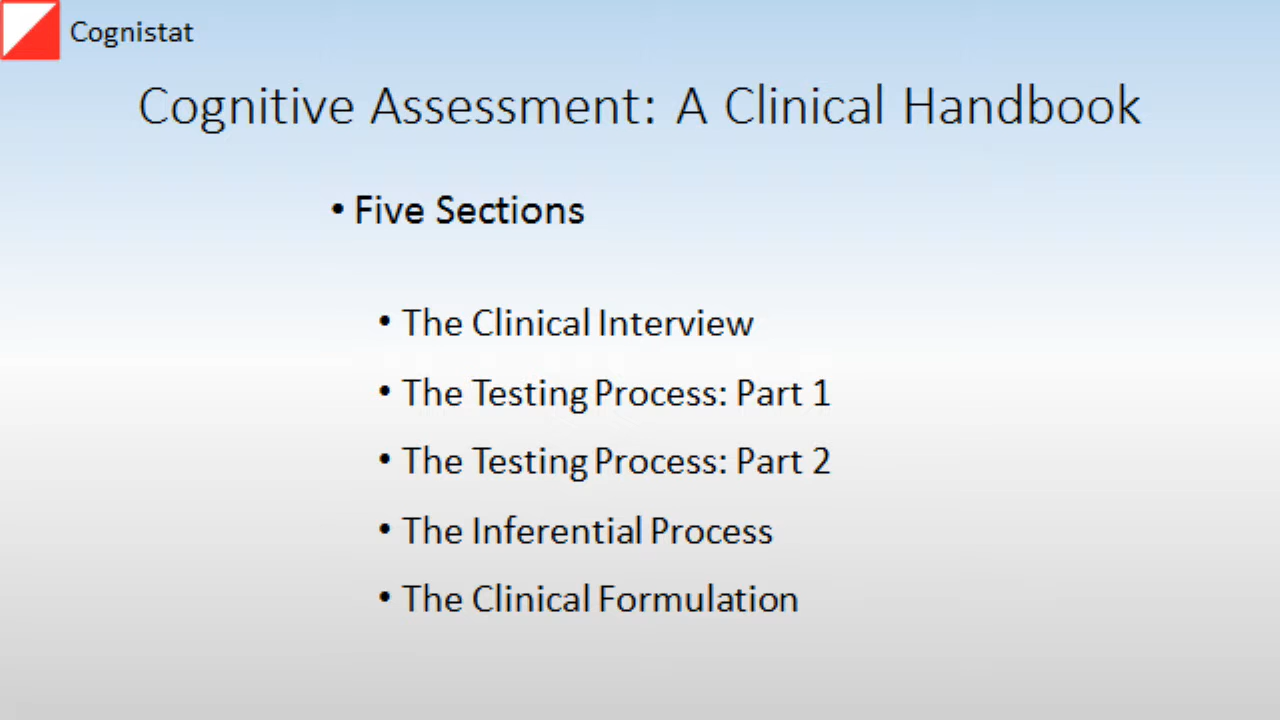 Cognistat
Cognitive Assessment: A Clinical Handbook
• Five Sections
• The Clinical Interview
• The Testing Process: Part 1
• The Testing Process: Part 2
• The Inferential Process
• The Clinical Formulation